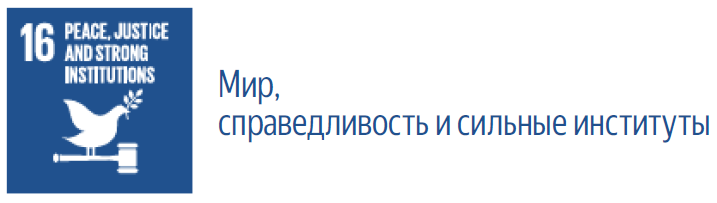 16 PEACE, JUSTICE
AND STRONG
INSTITUTIONS
Мир,
справедливость и сильные институты